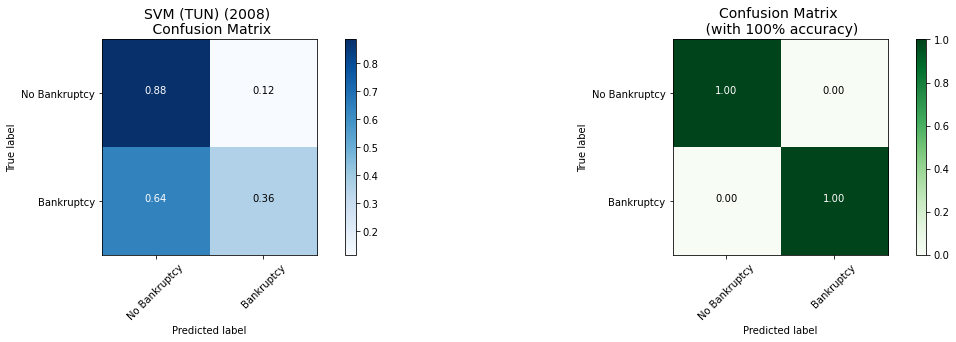 SVM (TUN) (2008)
Confusion Matrix
True label
No Bankruptcy
Bankruptcy
0.88
0.12
0.64
0.36
No Bankruptcy
Bankruptcy
Predicted label
0.8
0.7
0.6
0.5
0.4
0.3
0.2
Confusion Matrix
(with 100% accuracy)
True label
No Bankruptcy
Bankruptcy
1.00
0.00
0.00
1.00
No Bankruptcy
Bankruptcy
Predicted label
1.0
0.8
0.6
0.4
0.2
0.0